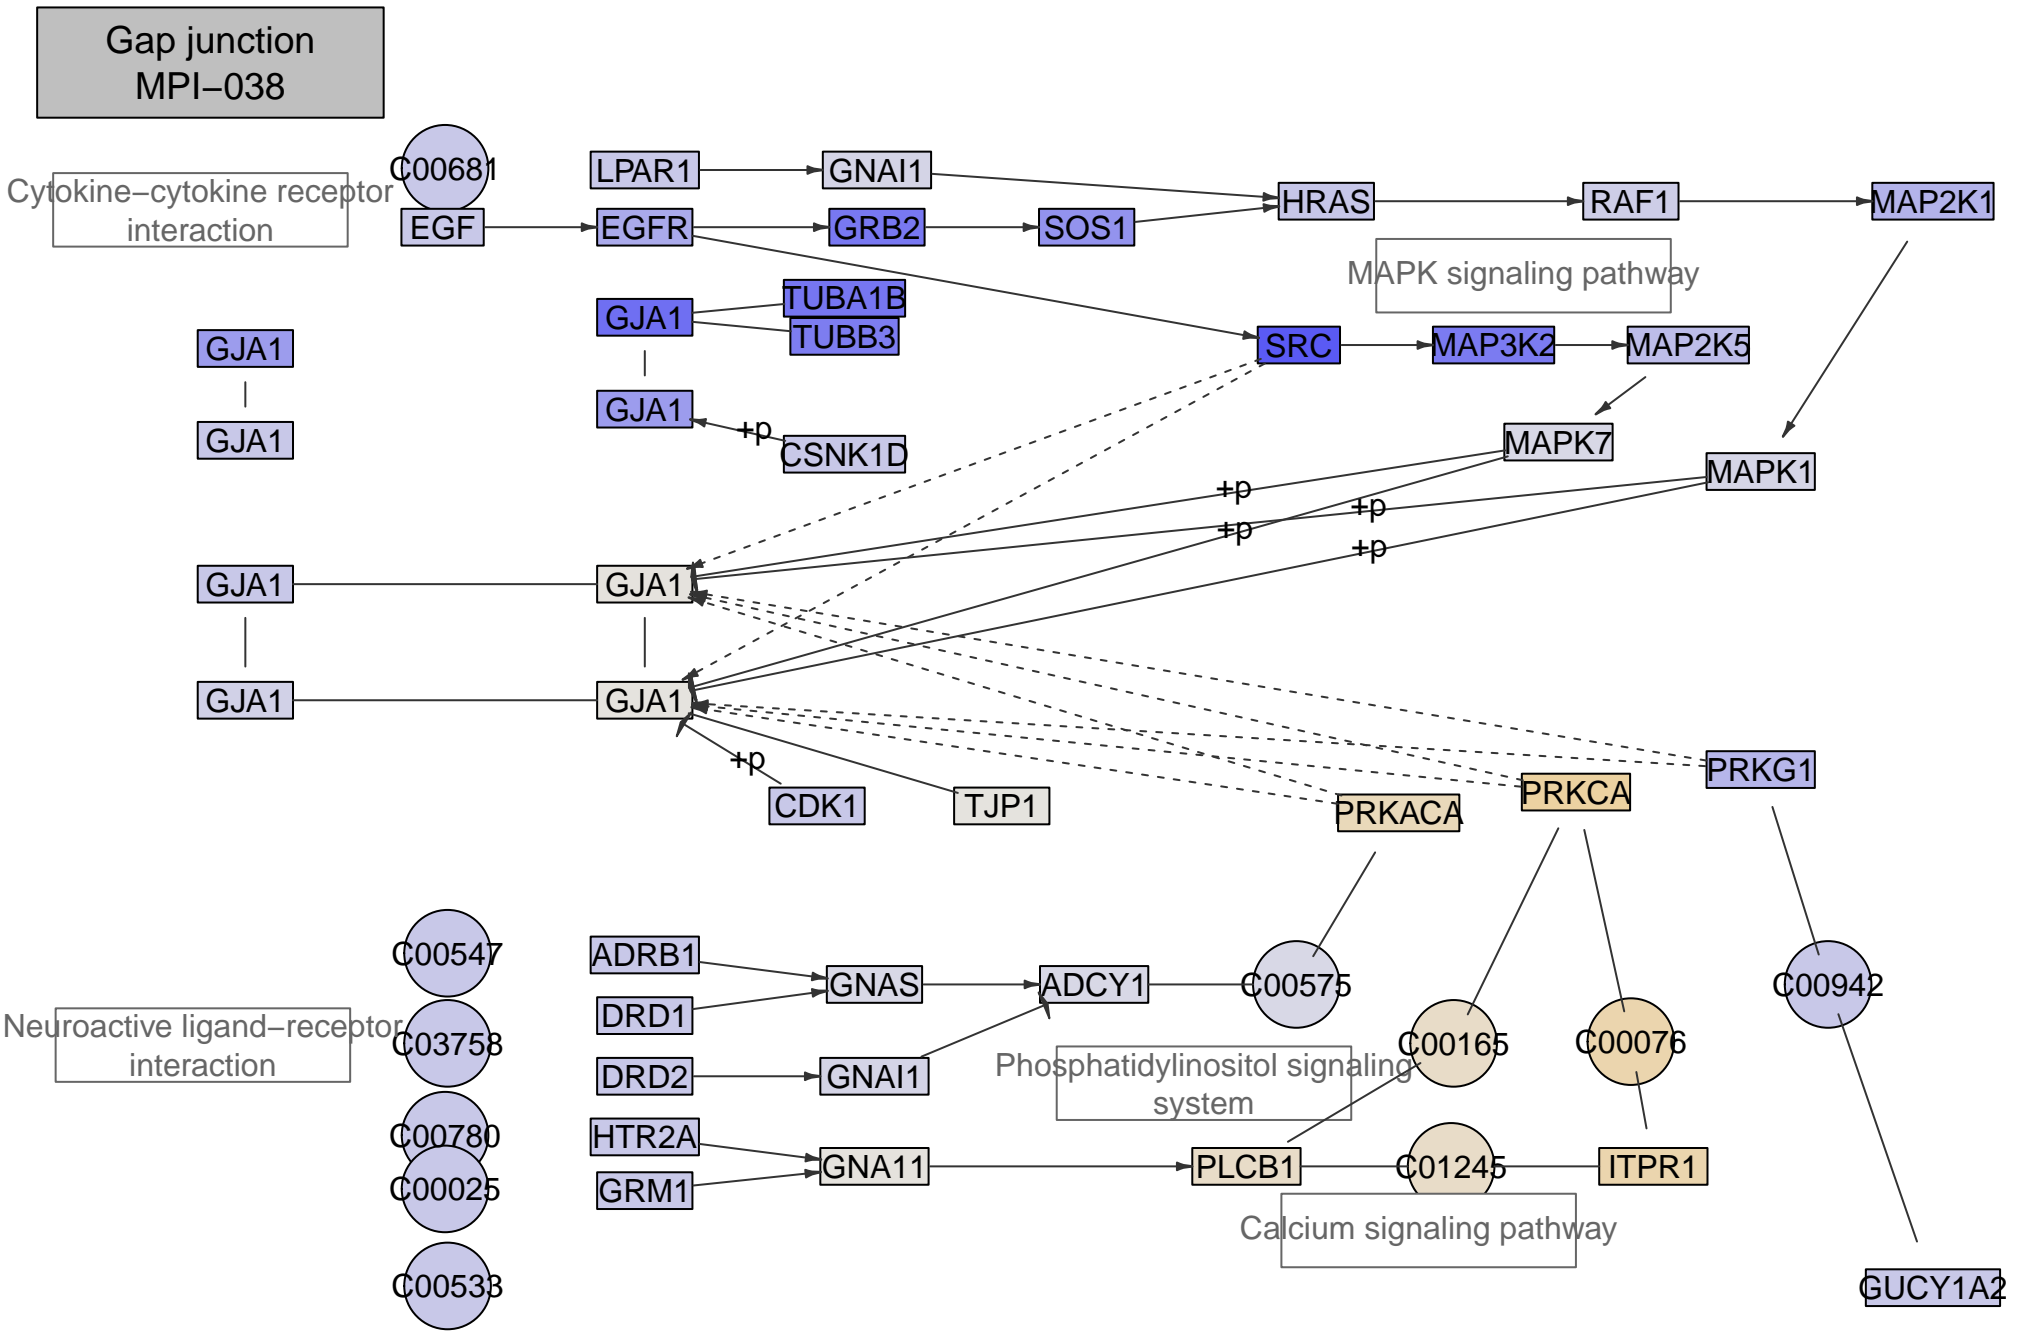 Gap junction
MPI−038
C00681
LPAR1
GNAI1
Cytokine−cytokine receptor
interaction
HRAS
RAF1
MAP2K1
EGF
EGFR
GRB2
SOS1
MAPK signaling pathway
TUBA1B
GJA1
TUBB3
GJA1
SRC
MAP3K2
MAP2K5
GJA1
+p
GJA1
CSNK1D
MAPK7
MAPK1
+p
+p
+p
+p
GJA1
GJA1
GJA1
GJA1
+p
PRKG1
CDK1
TJP1
PRKACA
PRKCA
C00547
ADRB1
GNAS
ADCY1
C00575
C00942
DRD1
Neuroactive ligand−receptor
interaction
C03758
C00165
C00076
DRD2
GNAI1
Phosphatidylinositol signaling
system
C00780
HTR2A
GNA11
PLCB1
C01245
ITPR1
C00025
GRM1
Calcium signaling pathway
C00533
GUCY1A2